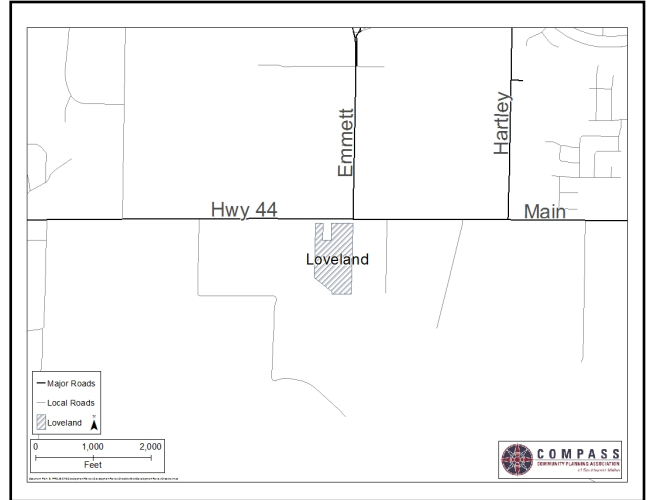 Emmett
Hartley
Hwy 44
Main
Loveland
Major Roads
Local Roads
Loveland
0 1,000 2,000
Feet
COMPASS
COMMUNITY PLANNING ASSOCIATION
of Southwest Idaho